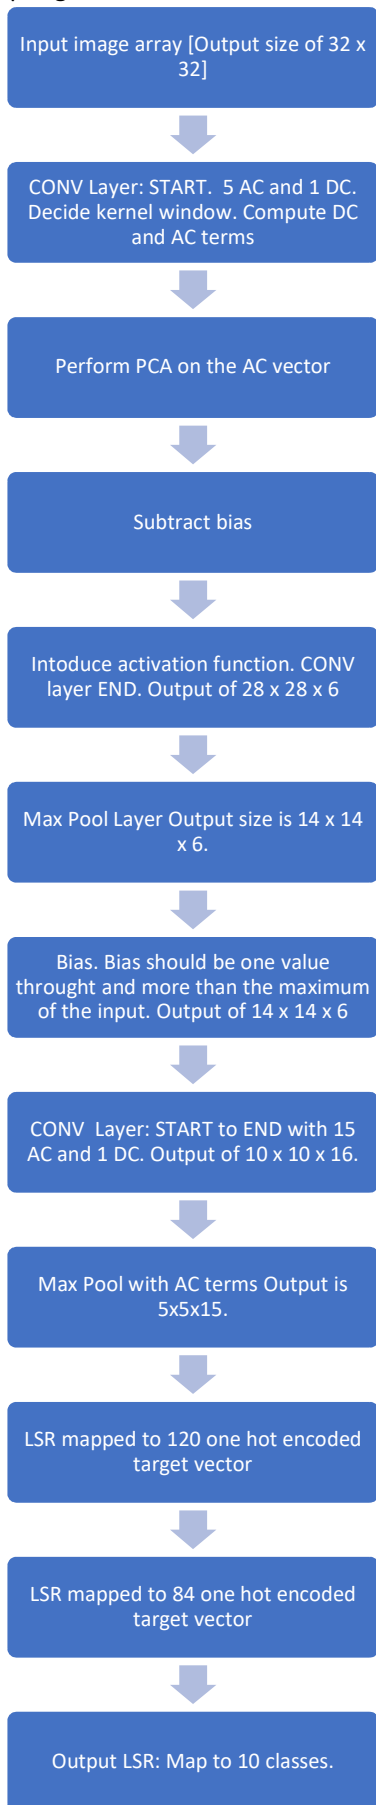 Input image array [Output size of 32 x
32]
CONV Layer: START.  5 AC and 1 DC.
Decide kernel window. Compute DC
and AC terms
Perform PCA on the AC vector
Subtract bias
Intoduce activation function. CONV
layer END. Output of 28 x 28 x 6
Max Pool Layer Output size is 14 x 14
x 6.
Bias. Bias should be one value
throught and more than the maximum
of the input. Output of 14 x 14 x 6
CONV  Layer: START to END with 15
AC and 1 DC. Output of 10 x 10 x 16.
Max Pool with AC terms Output is
5x5x15.
LSR mapped to 120 one hot encoded
target vector
LSR mapped to 84 one hot encoded
target vector
Output LSR: Map to 10 classes.